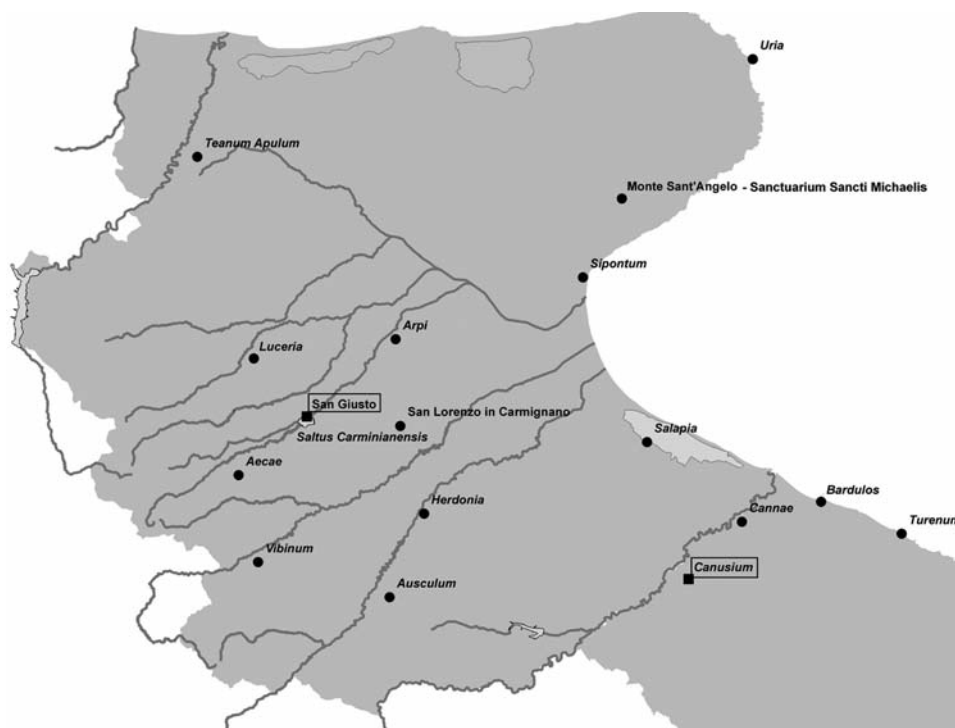 Uria
Teanum Apulum
Monte Sant'Angelo - Sanctuarium Sancti Michaelis
Sipontum
Arpi
Luceria
San Giusto
San Lorenzo in Carmignano
Saltus Carminianensis
Salapia
Aecae
Herdonia
Bardulos
Cannae
Turenum
Vibinum
Canusium
Ausculum